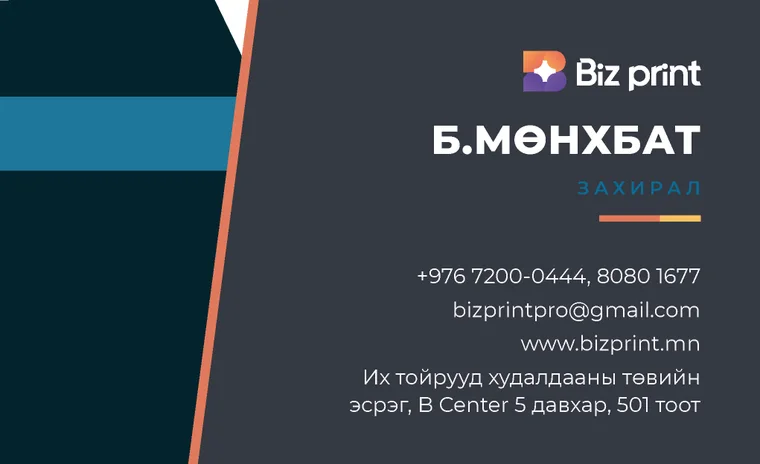 Biz print
Б.МӨНХБАТ
ЗАХИРАЛ
+976 7200-0444, 8080 1677
bizprintpro@gmail.com
www.bizprint.mn
Их тойрууд худалдааны төвийн
эсрэг, B Center 5 давхар, 501 тоот